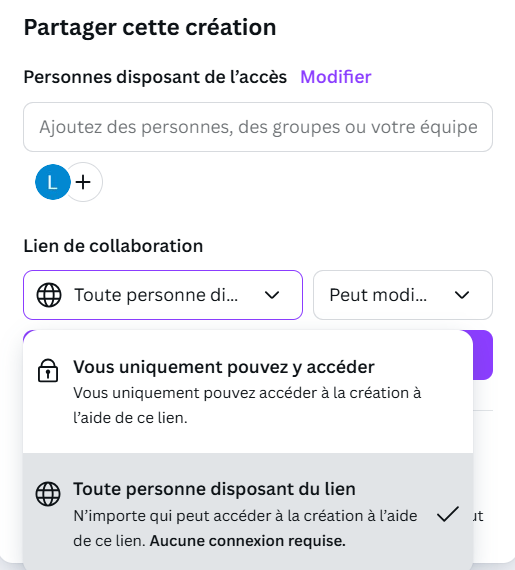 Partager cette création
Personnes disposant de l'accès Modifier
Ajoutez des personnes, des groupes ou votre équipe
L +
Lien de collaboration
Toute personne di... Peut modi...
Vous uniquement pouvez y accéder
Vous uniquement pouvez accéder à la création à
l'aide de ce lien.
Toute personne disposant du lien
N'importe qui peut accéder à la création à l'aide
de ce lien. Aucune connexion requise.